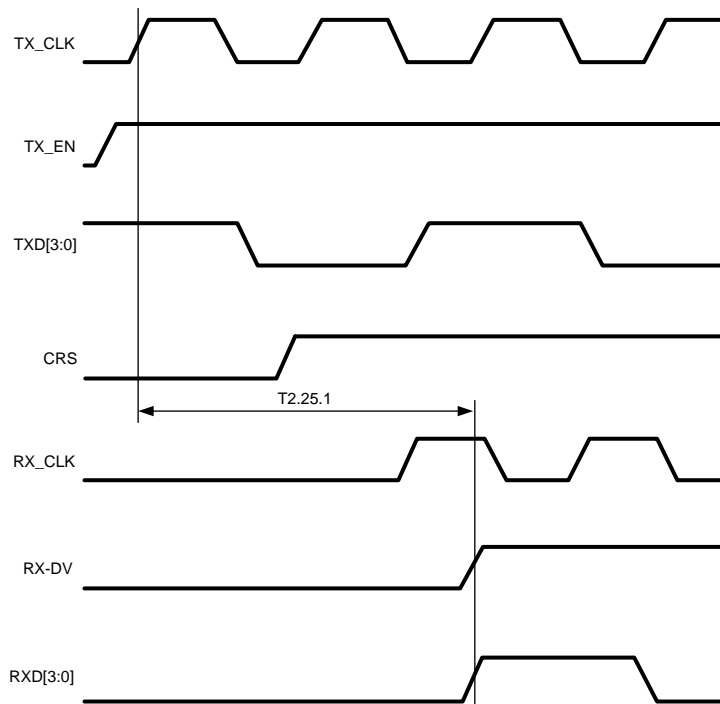 TX_CLK
TX_EN
TXD[3:0]
CRS
T2.25.1
RX_CLK
RX-DV
RXD[3:0]